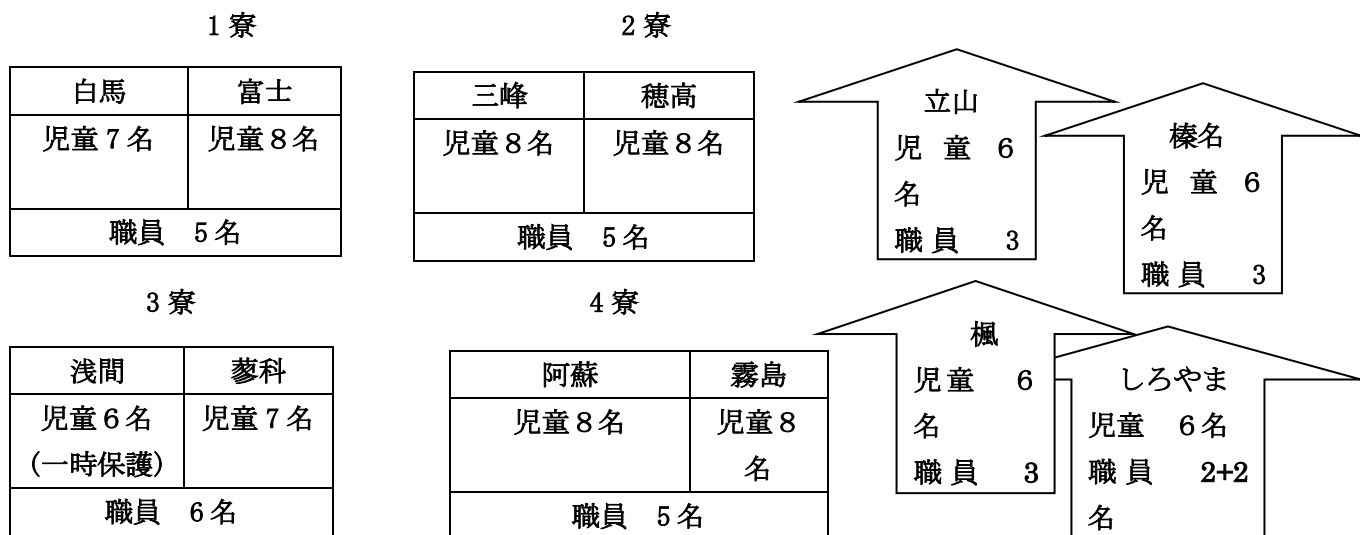 1寮
白馬 富士
児童7名 児童8名
職員 5名
2寮
三峰 穂高
児童8名 児童8名
職員 5名
立山
児童 6
名
職員 3
榛名
児童 6
名
職員 3
3寮
浅間 蓼科
児童6名 児童7名
(一時保護)
職員 6名
4寮
阿蘇 霧島
児童8名 児童8
名
職員 5名
楓
児童 6
名
職員 3
しろやま
児童 6名
職員 2+2
名